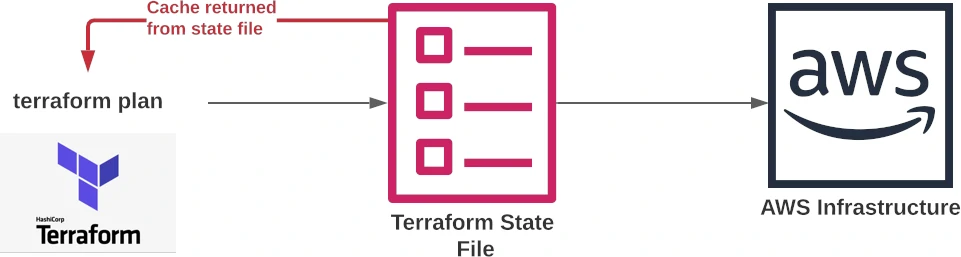 Cache returned
from state file
terraform plan
HashiCorp
Terraform
Terraform State
File
aws
AWS Infrastructure